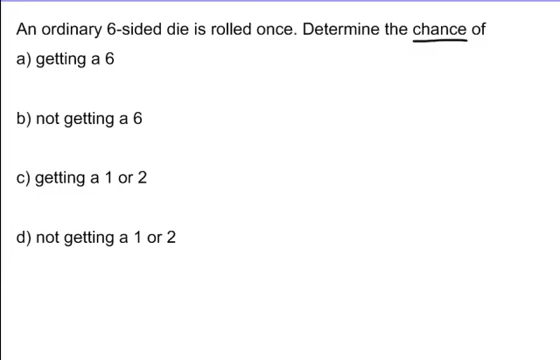 An ordinary 6-sided die is rolled once. Determine the chance of
a) getting a 6
b) not getting a 6
c) getting a 1 or 2
d) not getting a 1 or 2